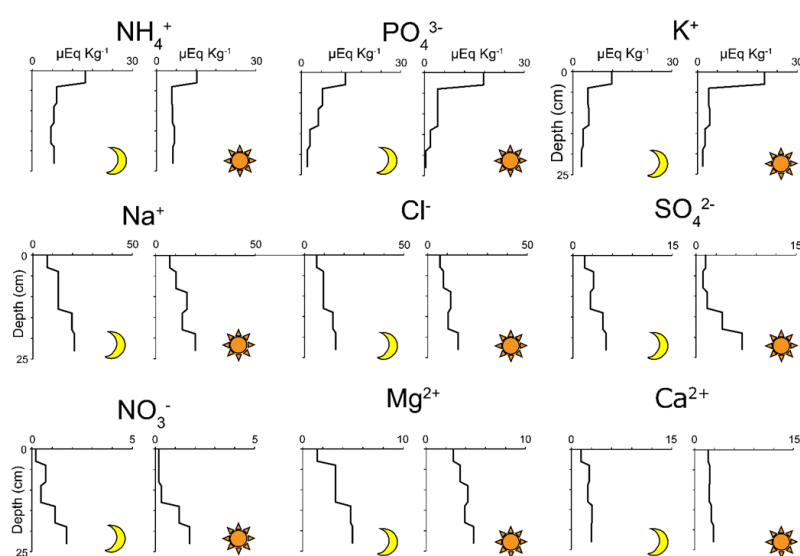 NH₄⁺ PO₄³⁻ K⁺
µEq Kg⁻¹ µEq Kg⁻¹ µEq Kg⁻¹ µEq Kg⁻¹ µEq Kg⁻¹ µEq Kg⁻¹
0 30 0 30 0 30 0 30 0 30 0 30
0
Depth (cm)
25
Na⁺ Cl⁻ SO₄²⁻
0 50 0 50 0 50 0 50 0 15 0 15
0
Depth (cm)
25
NO₃⁻ Mg²⁺ Ca²⁺
0 5 0 5 0 10 0 10 0 15 0 15
0
Depth (cm)
25